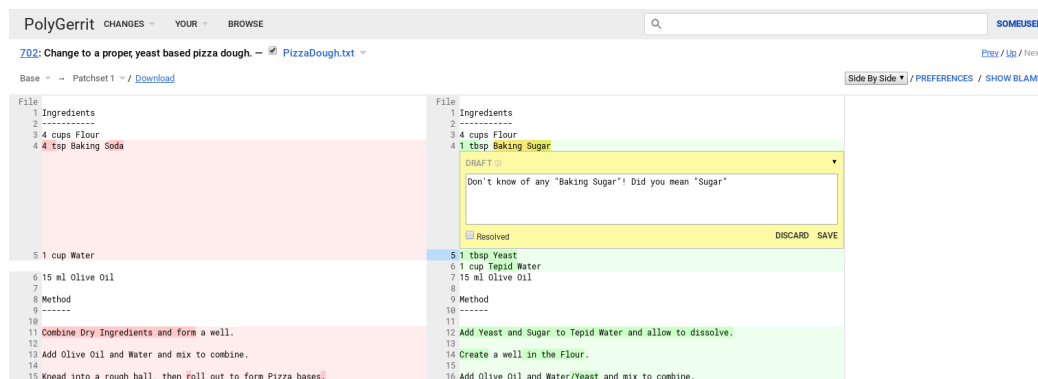 PolyGerrit CHANGES YOUR BROWSE SOMEUSE
702: Change to a proper, yeast based pizza dough. — PizzaDough.txt Prev / Up / Nex
Base → Patchset 1 / Download Side By Side / PREFERENCES / SHOW BLAM
File
1 Ingredients
2 -----------
3 4 cups Flour
4 4 tsp Baking Soda
5 1 cup Water
6 15 ml Olive Oil
7
8 Method
9 ------
10
11 Combine Dry Ingredients and form a well.
12
13 Add Olive Oil and Water and mix to combine.
14
15 Knead into a rough ball, then roll out to form Pizza bases.
File
1 Ingredients
2 -----------
3 4 cups Flour
4 1 tbsp Baking Sugar
DRAFT
Don't know of any "Baking Sugar"! Did you mean "Sugar"
Resolved DISCARD SAVE
5 1 tbsp Yeast
6 1 cup Tepid Water
7 15 ml Olive Oil
8
9 Method
10 ------
11
12 Add Yeast and Sugar to Tepid Water and allow to dissolve.
13
14 Create a well in the Flour.
15
16 Add Olive Oil and Water/Yeast and mix to combine.